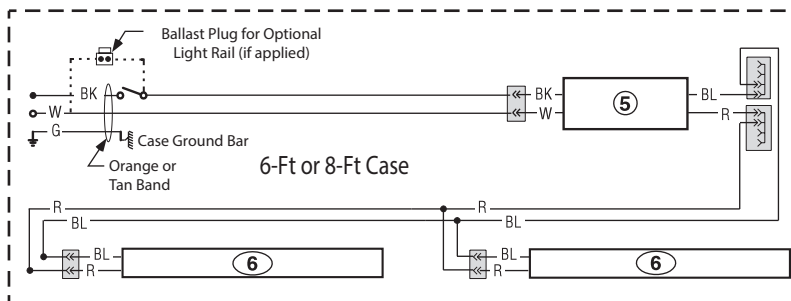 Ballast Plug for Optional
Light Rail (if applied)
BK
BK
5
BL
W
W
R
G
Case Ground Bar
Orange or
Tan Band
6-Ft or 8-Ft Case
R
R
BL
BL
BL
6
BL
6
R
R